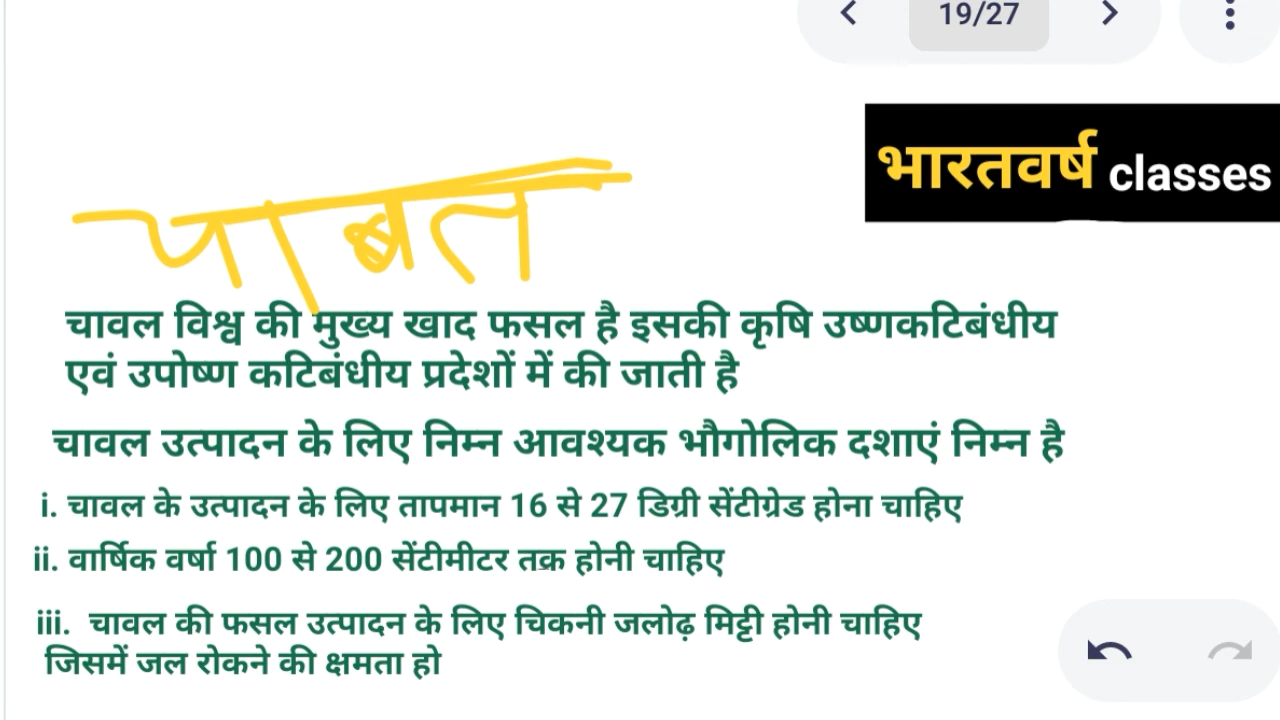 19/27
भारतवर्ष classes
चावल
चावल विश्व की मुख्य खाद फसल है इसकी कृषि उष्णकटिबंधीय
एवं उपोष्ण कटिबंधीय प्रदेशों में की जाती है
चावल उत्पादन के लिए निम्न आवश्यक भौगोलिक दशाएं निम्न है
i. चावल के उत्पादन के लिए तापमान 16 से 27 डिग्री सेंटीग्रेड होना चाहिए
ii. वार्षिक वर्षा 100 से 200 सेंटीमीटर तक होनी चाहिए
iii. चावल की फसल उत्पादन के लिए चिकनी जलोढ़ मिट्टी होनी चाहिए
जिसमें जल रोकने की क्षमता हो